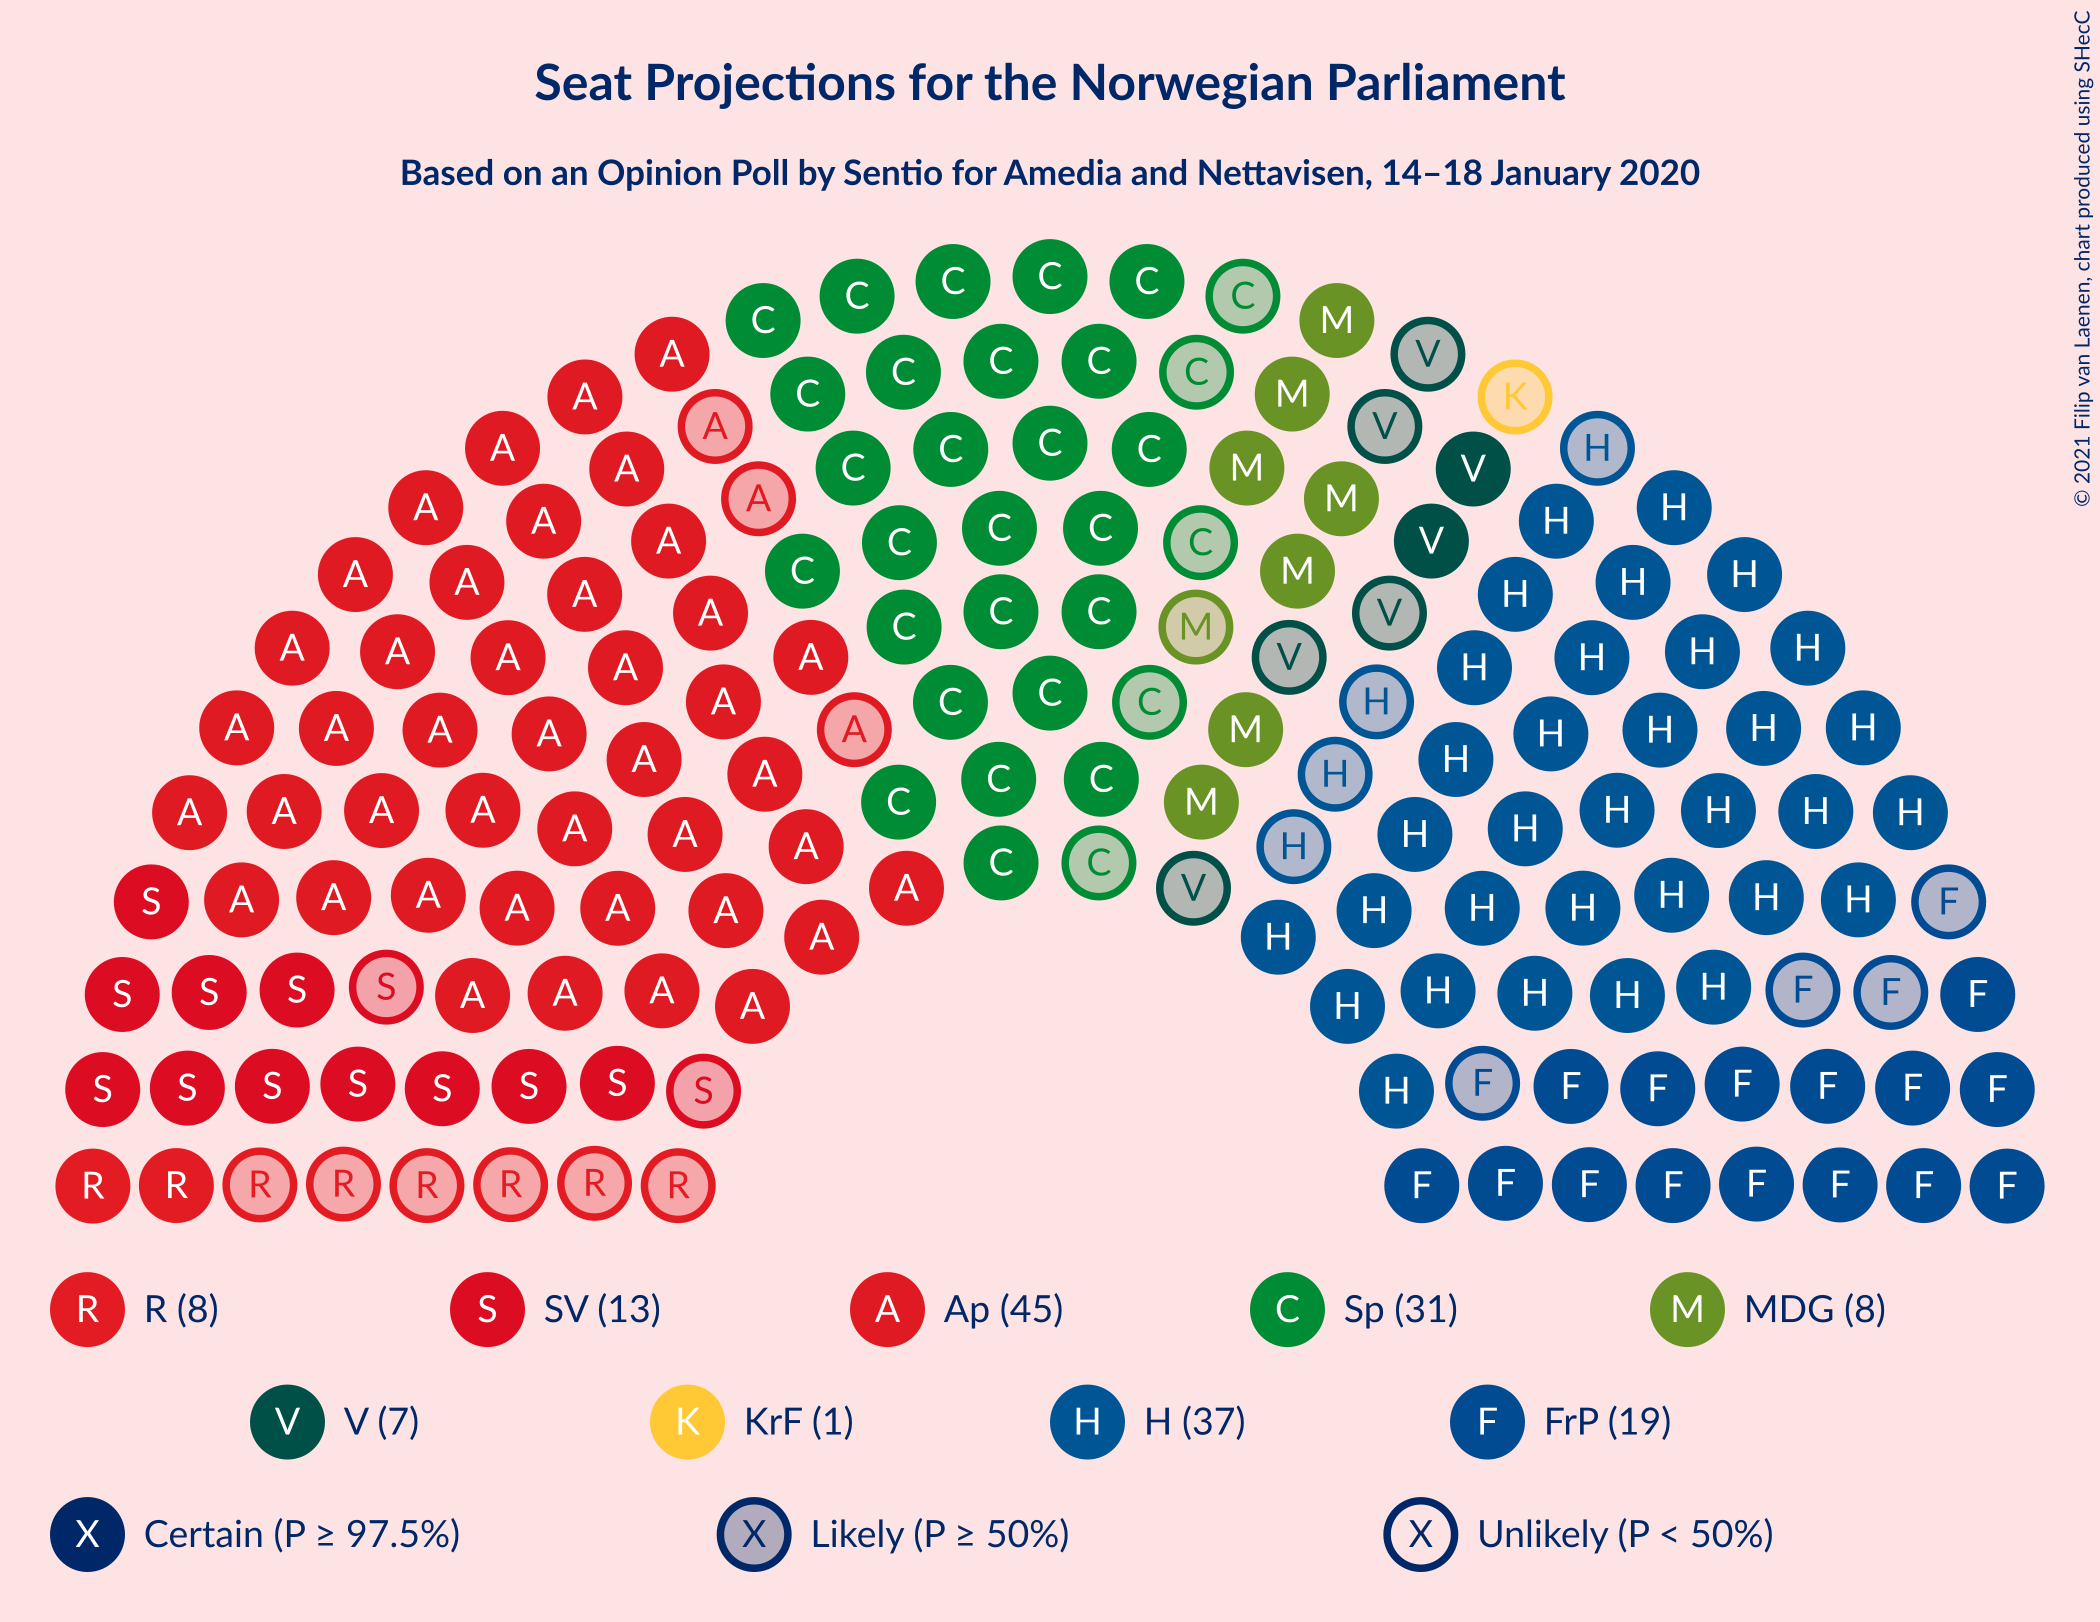 Seat Projections for the Norwegian Parliament
Based on an Opinion Poll by Sentio for Amedia and Nettavisen, 14–18 January 2020
© 2021 Filip van Laenen, chart produced using SHecC
C C C C C
C M
A C C C C V
A C M K
A V
A C C C H
A C M V
A A M H
A C C C C H
A V
A A C M H H
A H
A C C C M V
A A A A A V H H H H
A C C C H
A A A A A M H H H H
A A C C H H
A A A A A A C M H H H H H H
A C C H
S A A A A A A A V H H H H H H F
A H
S S S S A A A A H H H H H F F F
S S S S S S S S H F F F F F F F
R R R R R R R R F F F F F F F F
R R (8) S SV (13) A Ap (45) C Sp (31) M MDG (8)
V V (7) K KrF (1) H H (37) F FrP (19)
X Certain (P ≥ 97.5%) X Likely (P ≥ 50%) X Unlikely (P < 50%)